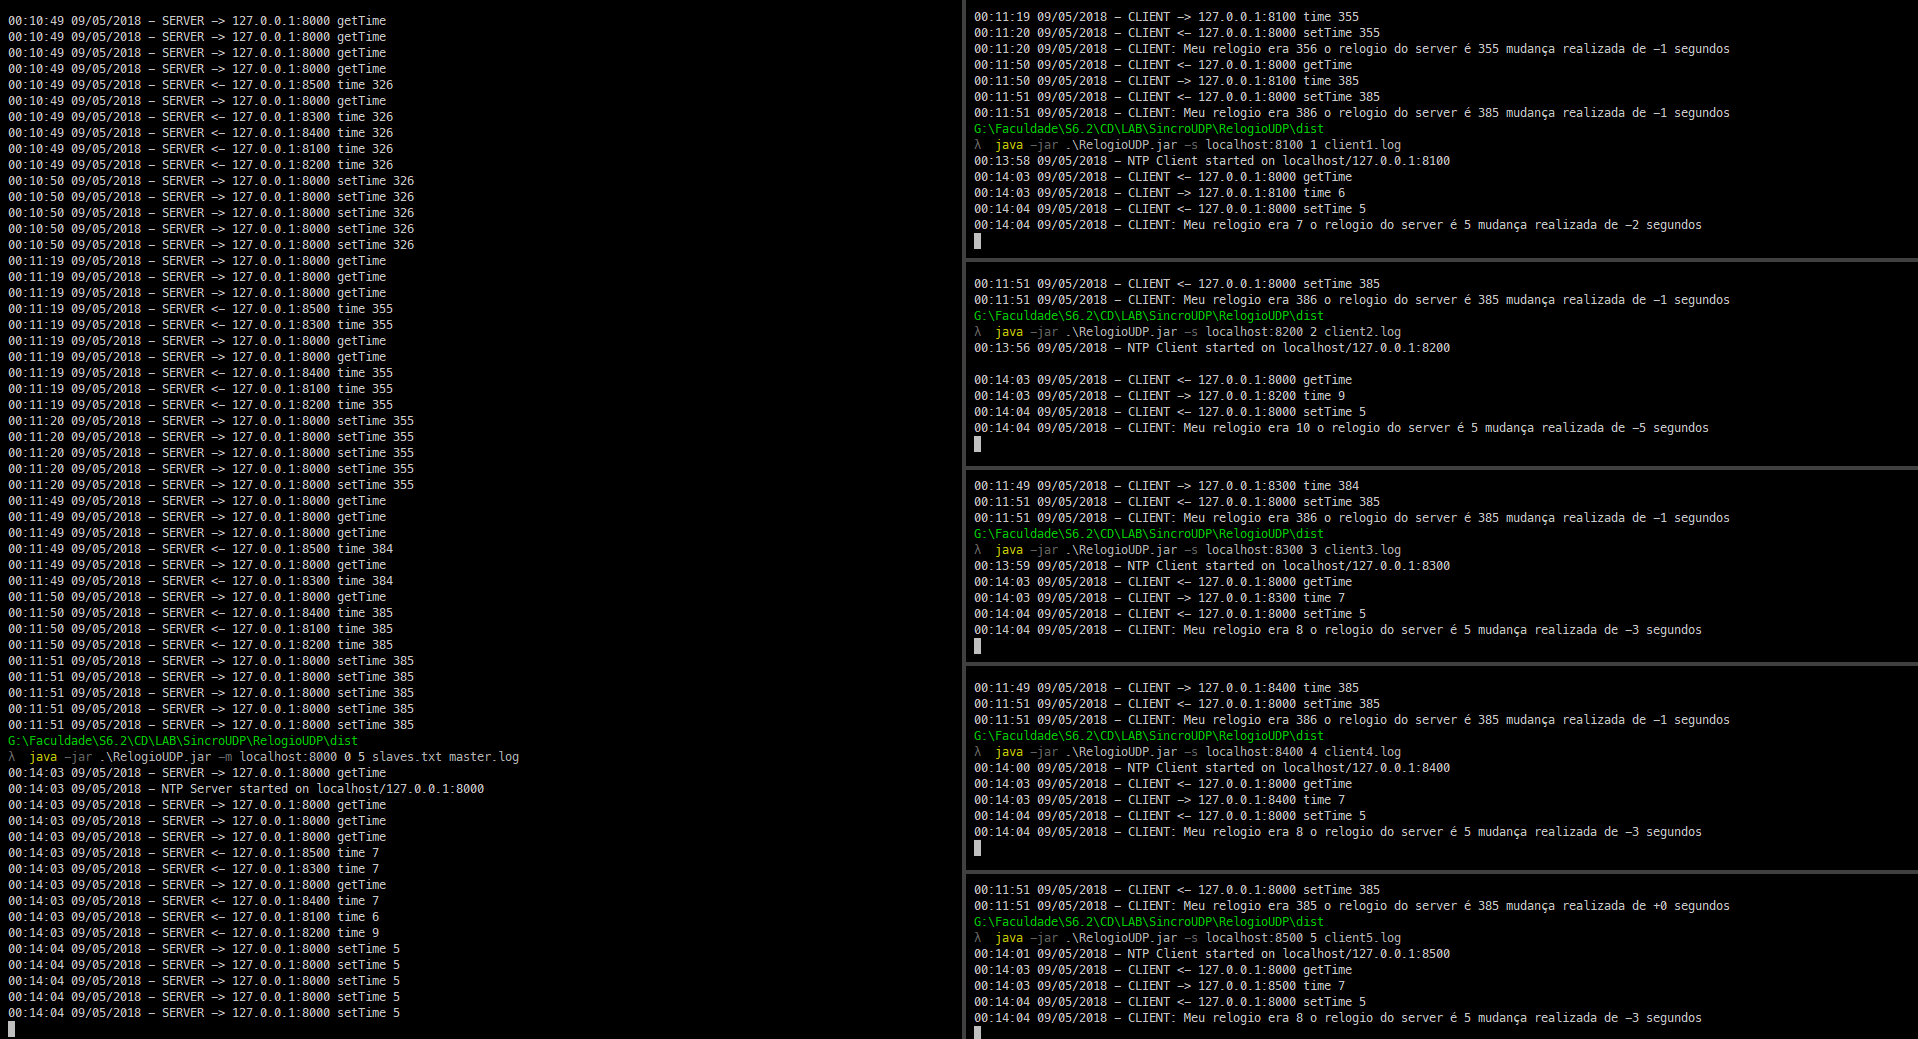 00:10:49 09/05/2018 – SERVER –> 127.0.0.1:8000 getTime
00:10:49 09/05/2018 – SERVER –> 127.0.0.1:8000 getTime
00:10:49 09/05/2018 – SERVER –> 127.0.0.1:8000 getTime
00:10:49 09/05/2018 – SERVER –> 127.0.0.1:8000 getTime
00:10:49 09/05/2018 – SERVER <– 127.0.0.1:8500 time 326
00:10:49 09/05/2018 – SERVER –> 127.0.0.1:8000 getTime
00:10:49 09/05/2018 – SERVER <– 127.0.0.1:8300 time 326
00:10:49 09/05/2018 – SERVER <– 127.0.0.1:8400 time 326
00:10:49 09/05/2018 – SERVER <– 127.0.0.1:8100 time 326
00:10:49 09/05/2018 – SERVER <– 127.0.0.1:8200 time 326
00:10:50 09/05/2018 – SERVER –> 127.0.0.1:8000 setTime 326
00:10:50 09/05/2018 – SERVER –> 127.0.0.1:8000 setTime 326
00:10:50 09/05/2018 – SERVER –> 127.0.0.1:8000 setTime 326
00:10:50 09/05/2018 – SERVER –> 127.0.0.1:8000 setTime 326
00:10:50 09/05/2018 – SERVER –> 127.0.0.1:8000 setTime 326
00:11:19 09/05/2018 – SERVER –> 127.0.0.1:8000 getTime
00:11:19 09/05/2018 – SERVER –> 127.0.0.1:8000 getTime
00:11:19 09/05/2018 – SERVER –> 127.0.0.1:8000 getTime
00:11:19 09/05/2018 – SERVER <– 127.0.0.1:8500 time 355
00:11:19 09/05/2018 – SERVER <– 127.0.0.1:8300 time 355
00:11:19 09/05/2018 – SERVER –> 127.0.0.1:8000 getTime
00:11:19 09/05/2018 – SERVER –> 127.0.0.1:8000 getTime
00:11:19 09/05/2018 – SERVER <– 127.0.0.1:8400 time 355
00:11:19 09/05/2018 – SERVER <– 127.0.0.1:8100 time 355
00:11:19 09/05/2018 – SERVER <– 127.0.0.1:8200 time 355
00:11:20 09/05/2018 – SERVER –> 127.0.0.1:8000 setTime 355
00:11:20 09/05/2018 – SERVER –> 127.0.0.1:8000 setTime 355
00:11:20 09/05/2018 – SERVER –> 127.0.0.1:8000 setTime 355
00:11:20 09/05/2018 – SERVER –> 127.0.0.1:8000 setTime 355
00:11:20 09/05/2018 – SERVER –> 127.0.0.1:8000 setTime 355
00:11:49 09/05/2018 – SERVER –> 127.0.0.1:8000 getTime
00:11:49 09/05/2018 – SERVER –> 127.0.0.1:8000 getTime
00:11:49 09/05/2018 – SERVER –> 127.0.0.1:8000 getTime
00:11:49 09/05/2018 – SERVER <– 127.0.0.1:8500 time 384
00:11:49 09/05/2018 – SERVER –> 127.0.0.1:8000 getTime
00:11:49 09/05/2018 – SERVER <– 127.0.0.1:8300 time 384
00:11:50 09/05/2018 – SERVER –> 127.0.0.1:8000 getTime
00:11:50 09/05/2018 – SERVER <– 127.0.0.1:8400 time 385
00:11:50 09/05/2018 – SERVER <– 127.0.0.1:8100 time 385
00:11:50 09/05/2018 – SERVER <– 127.0.0.1:8200 time 385
00:11:51 09/05/2018 – SERVER –> 127.0.0.1:8000 setTime 385
00:11:51 09/05/2018 – SERVER –> 127.0.0.1:8000 setTime 385
00:11:51 09/05/2018 – SERVER –> 127.0.0.1:8000 setTime 385
00:11:51 09/05/2018 – SERVER –> 127.0.0.1:8000 setTime 385
00:11:51 09/05/2018 – SERVER –> 127.0.0.1:8000 setTime 385
G:\Faculdade\S6.2\CD\LAB\SincroUDP\RelogioUDP\dist
λ java –jar .\RelogioUDP.jar –m localhost:8000 0 5 slaves.txt master.log
00:14:03 09/05/2018 – SERVER –> 127.0.0.1:8000 getTime
00:14:03 09/05/2018 – NTP Server started on localhost/127.0.0.1:8000
00:14:03 09/05/2018 – SERVER –> 127.0.0.1:8000 getTime
00:14:03 09/05/2018 – SERVER –> 127.0.0.1:8000 getTime
00:14:03 09/05/2018 – SERVER –> 127.0.0.1:8000 getTime
00:14:03 09/05/2018 – SERVER <– 127.0.0.1:8500 time 7
00:14:03 09/05/2018 – SERVER <– 127.0.0.1:8300 time 7
00:14:03 09/05/2018 – SERVER –> 127.0.0.1:8000 getTime
00:14:03 09/05/2018 – SERVER <– 127.0.0.1:8400 time 7
00:14:03 09/05/2018 – SERVER <– 127.0.0.1:8100 time 6
00:14:03 09/05/2018 – SERVER <– 127.0.0.1:8200 time 9
00:14:04 09/05/2018 – SERVER –> 127.0.0.1:8000 setTime 5
00:14:04 09/05/2018 – SERVER –> 127.0.0.1:8000 setTime 5
00:14:04 09/05/2018 – SERVER –> 127.0.0.1:8000 setTime 5
00:14:04 09/05/2018 – SERVER –> 127.0.0.1:8000 setTime 5
00:14:04 09/05/2018 – SERVER –> 127.0.0.1:8000 setTime 5
00:11:19 09/05/2018 – CLIENT –> 127.0.0.1:8100 time 355
00:11:20 09/05/2018 – CLIENT <– 127.0.0.1:8000 setTime 355
00:11:20 09/05/2018 – CLIENT: Meu relogio era 356 o relogio do server é 355 mudança realizada de –1 segundos
00:11:50 09/05/2018 – CLIENT <– 127.0.0.1:8000 getTime
00:11:50 09/05/2018 – CLIENT –> 127.0.0.1:8100 time 385
00:11:51 09/05/2018 – CLIENT <– 127.0.0.1:8000 setTime 385
00:11:51 09/05/2018 – CLIENT: Meu relogio era 386 o relogio do server é 385 mudança realizada de –1 segundos
G:\Faculdade\S6.2\CD\LAB\SincroUDP\RelogioUDP\dist
λ java –jar .\RelogioUDP.jar –s localhost:8100 1 client1.log
00:13:58 09/05/2018 – NTP Client started on localhost/127.0.0.1:8100
00:14:03 09/05/2018 – CLIENT <– 127.0.0.1:8000 getTime
00:14:03 09/05/2018 – CLIENT –> 127.0.0.1:8100 time 6
00:14:04 09/05/2018 – CLIENT <– 127.0.0.1:8000 setTime 5
00:14:04 09/05/2018 – CLIENT: Meu relogio era 7 o relogio do server é 5 mudança realizada de –2 segundos
00:11:51 09/05/2018 – CLIENT <– 127.0.0.1:8000 setTime 385
00:11:51 09/05/2018 – CLIENT: Meu relogio era 386 o relogio do server é 385 mudança realizada de –1 segundos
G:\Faculdade\S6.2\CD\LAB\SincroUDP\RelogioUDP\dist
λ java –jar .\RelogioUDP.jar –s localhost:8200 2 client2.log
00:13:56 09/05/2018 – NTP Client started on localhost/127.0.0.1:8200
00:14:03 09/05/2018 – CLIENT <– 127.0.0.1:8000 getTime
00:14:03 09/05/2018 – CLIENT –> 127.0.0.1:8200 time 9
00:14:04 09/05/2018 – CLIENT <– 127.0.0.1:8000 setTime 5
00:14:04 09/05/2018 – CLIENT: Meu relogio era 10 o relogio do server é 5 mudança realizada de –5 segundos
00:11:49 09/05/2018 – CLIENT –> 127.0.0.1:8300 time 384
00:11:51 09/05/2018 – CLIENT <– 127.0.0.1:8000 setTime 385
00:11:51 09/05/2018 – CLIENT: Meu relogio era 386 o relogio do server é 385 mudança realizada de –1 segundos
G:\Faculdade\S6.2\CD\LAB\SincroUDP\RelogioUDP\dist
λ java –jar .\RelogioUDP.jar –s localhost:8300 3 client3.log
00:13:59 09/05/2018 – NTP Client started on localhost/127.0.0.1:8300
00:14:03 09/05/2018 – CLIENT <– 127.0.0.1:8000 getTime
00:14:03 09/05/2018 – CLIENT –> 127.0.0.1:8300 time 7
00:14:04 09/05/2018 – CLIENT <– 127.0.0.1:8000 setTime 5
00:14:04 09/05/2018 – CLIENT: Meu relogio era 8 o relogio do server é 5 mudança realizada de –3 segundos
00:11:49 09/05/2018 – CLIENT –> 127.0.0.1:8400 time 385
00:11:51 09/05/2018 – CLIENT <– 127.0.0.1:8000 setTime 385
00:11:51 09/05/2018 – CLIENT: Meu relogio era 386 o relogio do server é 385 mudança realizada de –1 segundos
G:\Faculdade\S6.2\CD\LAB\SincroUDP\RelogioUDP\dist
λ java –jar .\RelogioUDP.jar –s localhost:8400 4 client4.log
00:14:00 09/05/2018 – NTP Client started on localhost/127.0.0.1:8400
00:14:03 09/05/2018 – CLIENT <– 127.0.0.1:8000 getTime
00:14:03 09/05/2018 – CLIENT –> 127.0.0.1:8400 time 7
00:14:04 09/05/2018 – CLIENT <– 127.0.0.1:8000 setTime 5
00:14:04 09/05/2018 – CLIENT: Meu relogio era 8 o relogio do server é 5 mudança realizada de –3 segundos
00:11:51 09/05/2018 – CLIENT <– 127.0.0.1:8000 setTime 385
00:11:51 09/05/2018 – CLIENT: Meu relogio era 385 o relogio do server é 385 mudança realizada de +0 segundos
G:\Faculdade\S6.2\CD\LAB\SincroUDP\RelogioUDP\dist
λ java –jar .\RelogioUDP.jar –s localhost:8500 5 client5.log
00:14:01 09/05/2018 – NTP Client started on localhost/127.0.0.1:8500
00:14:03 09/05/2018 – CLIENT <– 127.0.0.1:8000 getTime
00:14:03 09/05/2018 – CLIENT –> 127.0.0.1:8500 time 7
00:14:04 09/05/2018 – CLIENT <– 127.0.0.1:8000 setTime 5
00:14:04 09/05/2018 – CLIENT: Meu relogio era 8 o relogio do server é 5 mudança realizada de –3 segundos